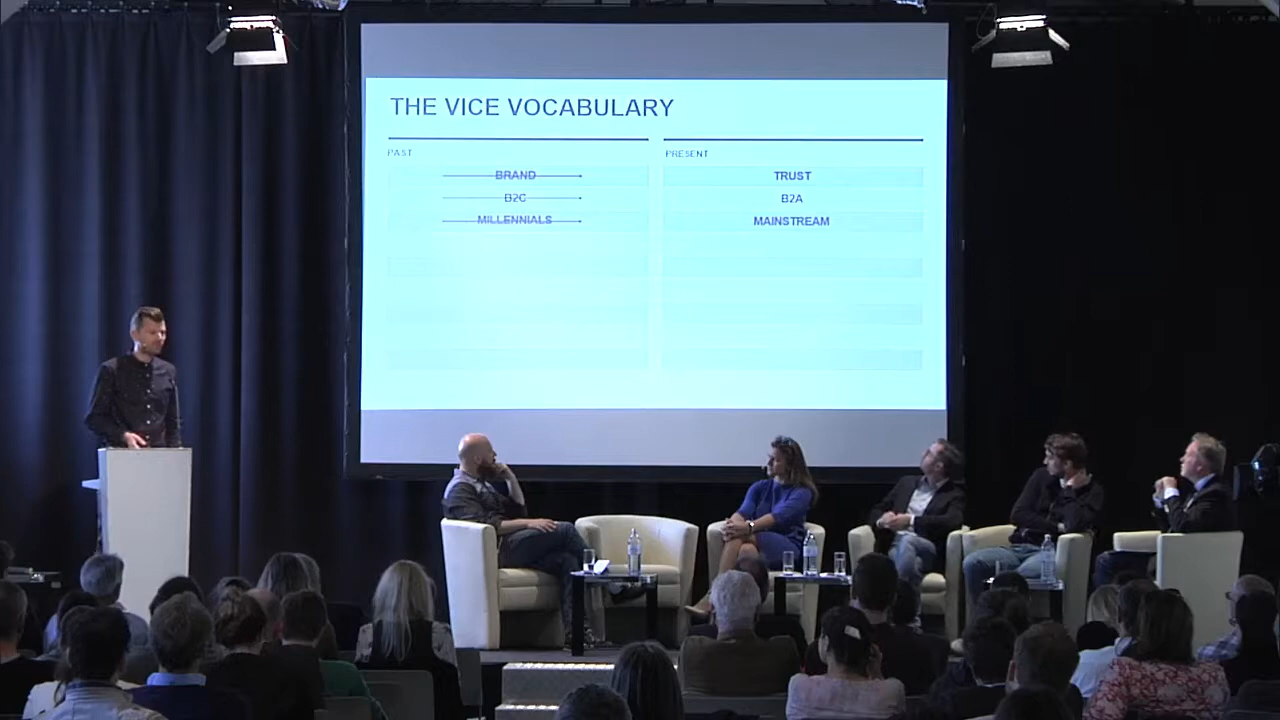 THE VICE VOCABULARY
PAST
PRESENT
BRAND
TRUST
B2C
B2A
MILLENNIALS
MAINSTREAM